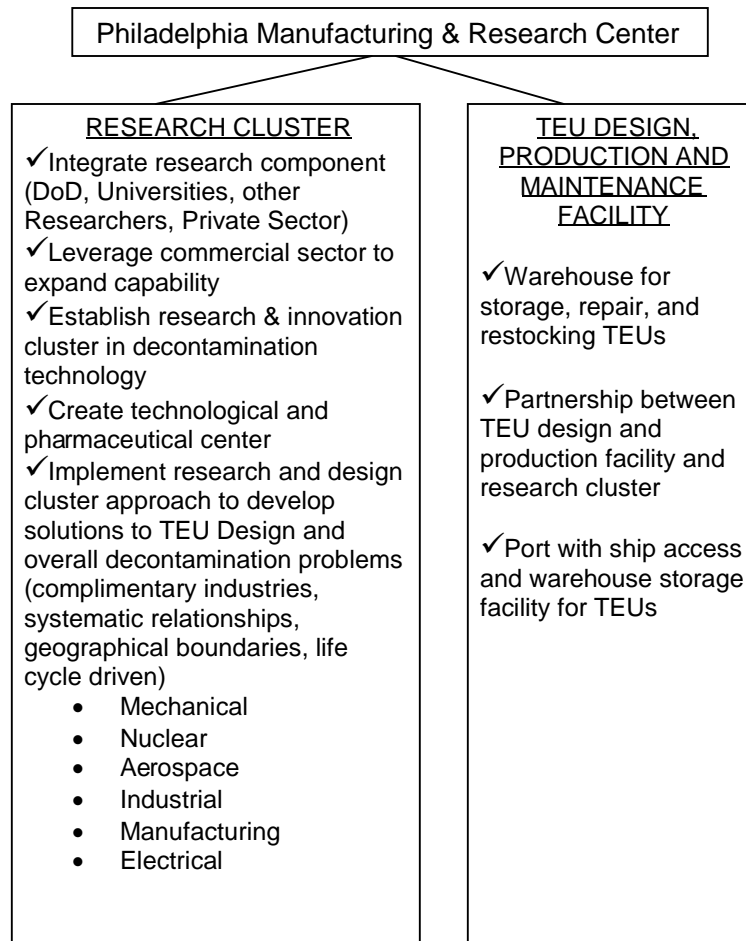 Philadelphia Manufacturing & Research Center
RESEARCH CLUSTER
✓Integrate research component
(DoD, Universities, other
Researchers, Private Sector)
✓Leverage commercial sector to
expand capability
✓Establish research & innovation
cluster in decontamination
technology
✓Create technological and
pharmaceutical center
✓Implement research and design
cluster approach to develop
solutions to TEU Design and
overall decontamination problems
(complimentary industries,
systematic relationships,
geographical boundaries, life
cycle driven)
• Mechanical
• Nuclear
• Aerospace
• Industrial
• Manufacturing
• Electrical
TEU DESIGN,
PRODUCTION AND
MAINTENANCE
FACILITY
✓Warehouse for
storage, repair, and
restocking TEUs
✓Partnership between
TEU design and
production facility and
research cluster
✓Port with ship access
and warehouse storage
facility for TEUs